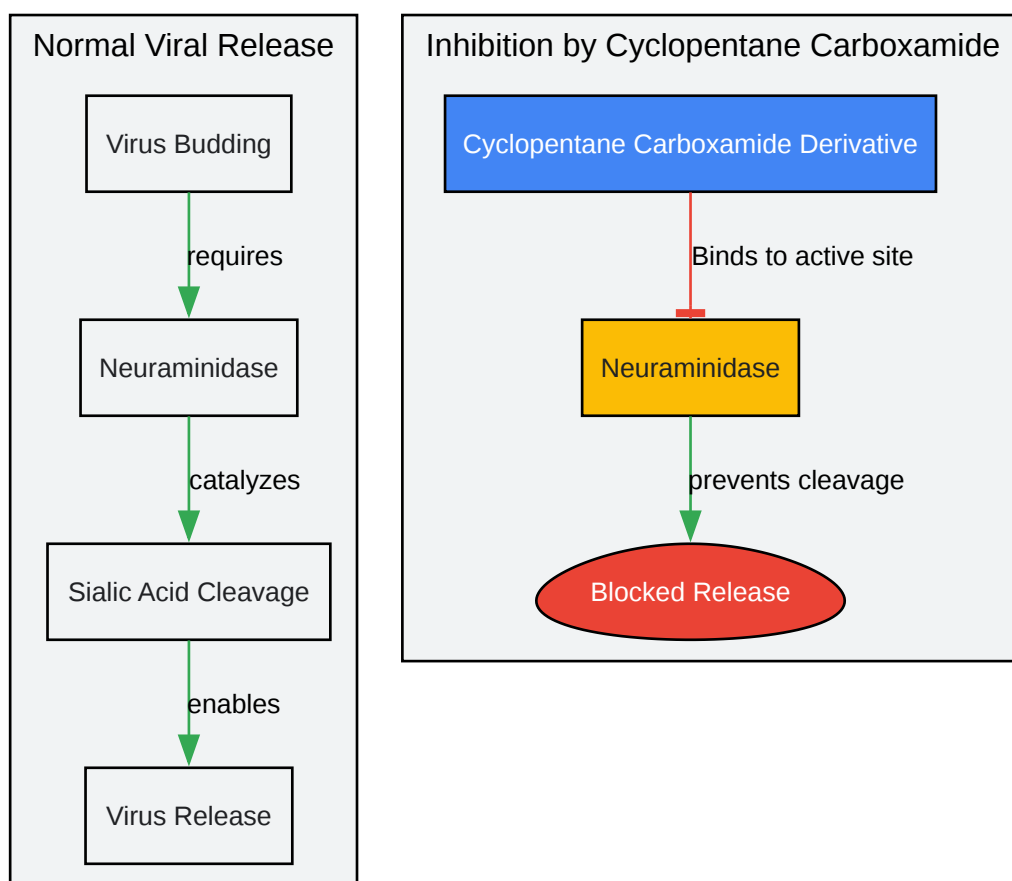 Normal Viral Release
Virus Budding
requires
Neuraminidase
catalyzes
Sialic Acid Cleavage
enables
Virus Release
Inhibition by Cyclopentane Carboxamide
Cyclopentane Carboxamide Derivative
Binds to active site
Neuraminidase
prevents cleavage
Blocked Release